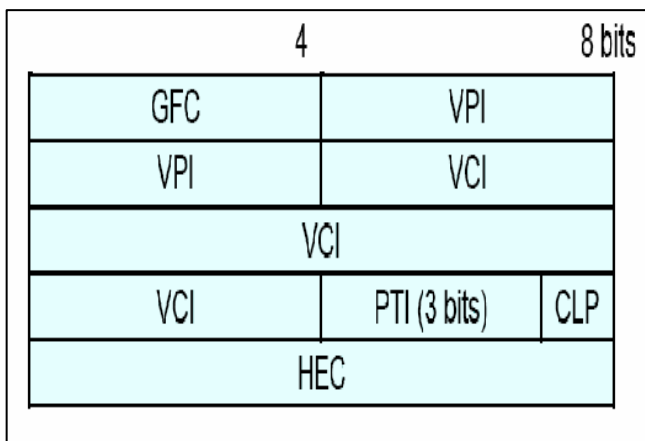 4 8 bits
GFC VPI
VPI VCI
VCI
VCI PTI (3 bits) CLP
HEC